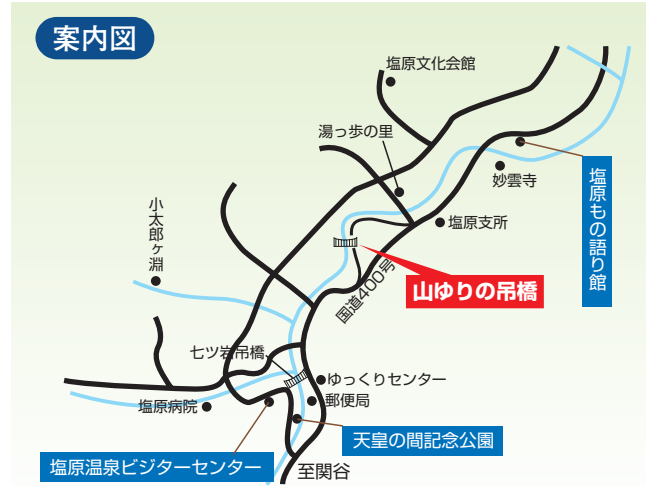 案内図
塩原文化会館
湯っ歩の里
妙雲寺
塩原もの語り館
小太郎ヶ淵
塩原支所
山ゆりの吊橋
国道400号
七ツ岩吊橋
ゆっくりセンター
郵便局
塩原病院
天皇の間記念公園
塩原温泉ビジターセンター
至関谷